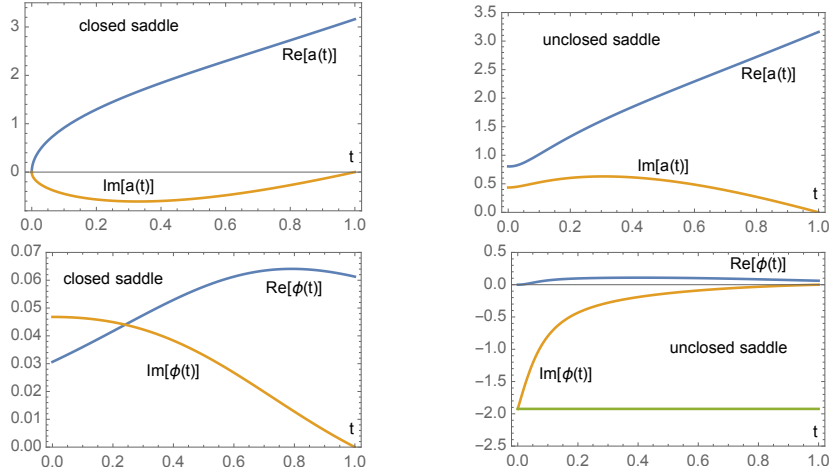 closed saddle
Re[a(t)]
Im[a(t)]
t
3
2
1
0
0.0 0.2 0.4 0.6 0.8 1.0
unclosed saddle
Re[a(t)]
Im[a(t)]
t
3.5
3.0
2.5
2.0
1.5
1.0
0.5
0.0
0.0 0.2 0.4 0.6 0.8 1.0
closed saddle
Re[ϕ(t)]
Im[ϕ(t)]
t
0.07
0.06
0.05
0.04
0.03
0.02
0.01
0.00
0.0 0.2 0.4 0.6 0.8 1.0
Re[ϕ(t)]
unclosed saddle
Im[ϕ(t)]
t
0.5
0.0
−0.5
−1.0
−1.5
−2.0
−2.5
0.0 0.2 0.4 0.6 0.8 1.0